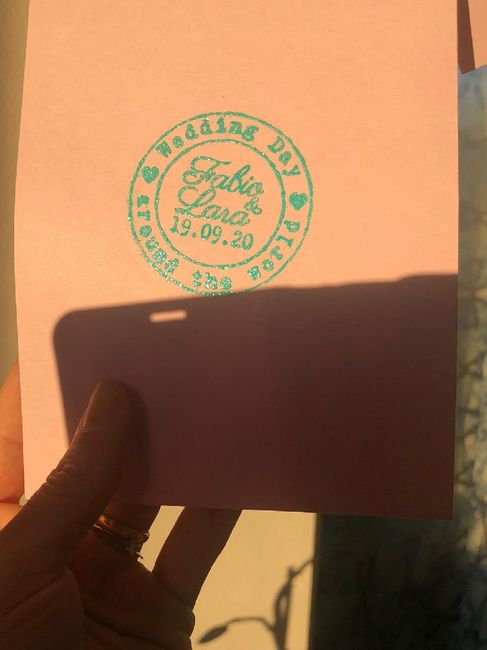 Wedding Day
Fabio
&
Lara
19.09.20
around the world